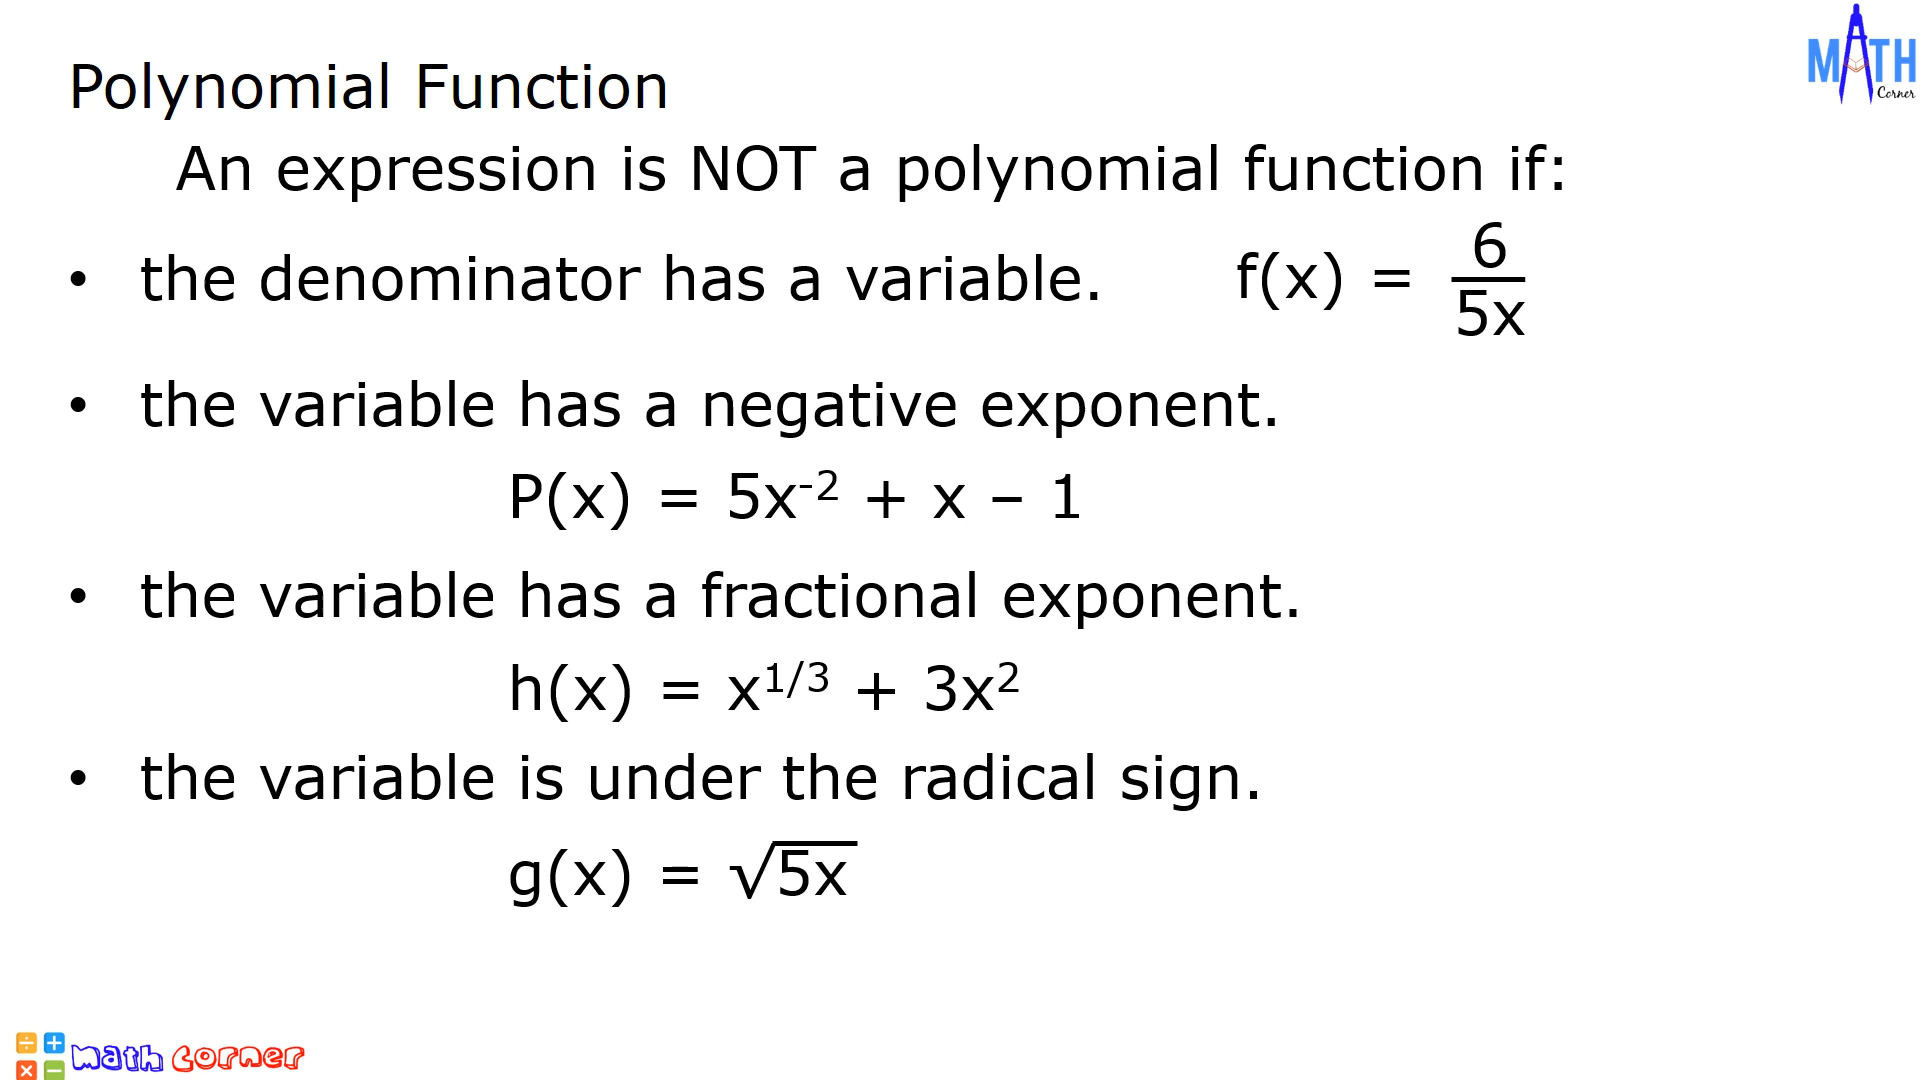 MATH
Corner
Polynomial Function
An expression is NOT a polynomial function if:
• the denominator has a variable. f(x) = 6/5x
• the variable has a negative exponent.
P(x) = 5x⁻² + x – 1
• the variable has a fractional exponent.
h(x) = x¹ᐟ³ + 3x²
• the variable is under the radical sign.
g(x) = √5x
÷ +
× −
math corner